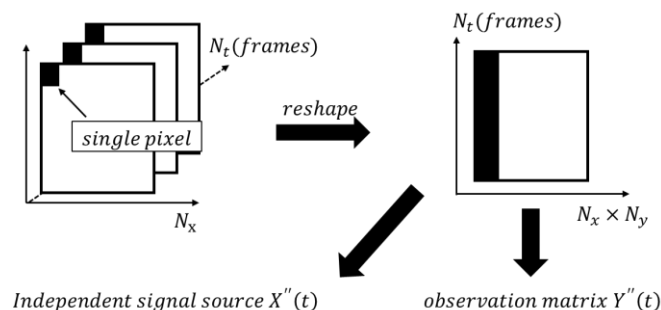 N_t(frames)
single pixel
N_x
reshape
N_t(frames)
N_x × N_y
Independent signal source X''(t)
observation matrix Y''(t)